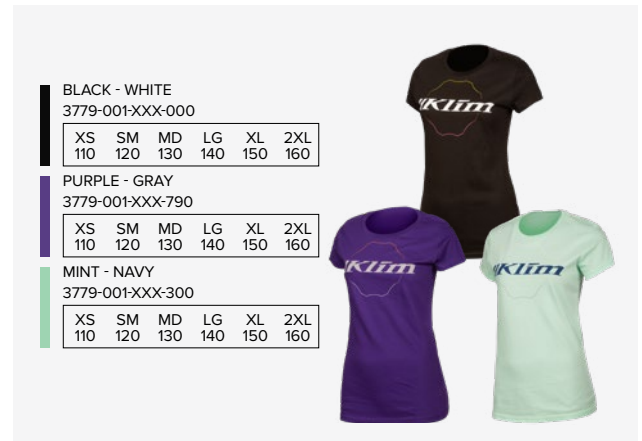 BLACK - WHITE
3779-001-XXX-000
XS SM MD LG XL 2XL
110 120 130 140 150 160
PURPLE - GRAY
3779-001-XXX-790
XS SM MD LG XL 2XL
110 120 130 140 150 160
MINT - NAVY
3779-001-XXX-300
XS SM MD LG XL 2XL
110 120 130 140 150 160
Klim
Klim
Klim